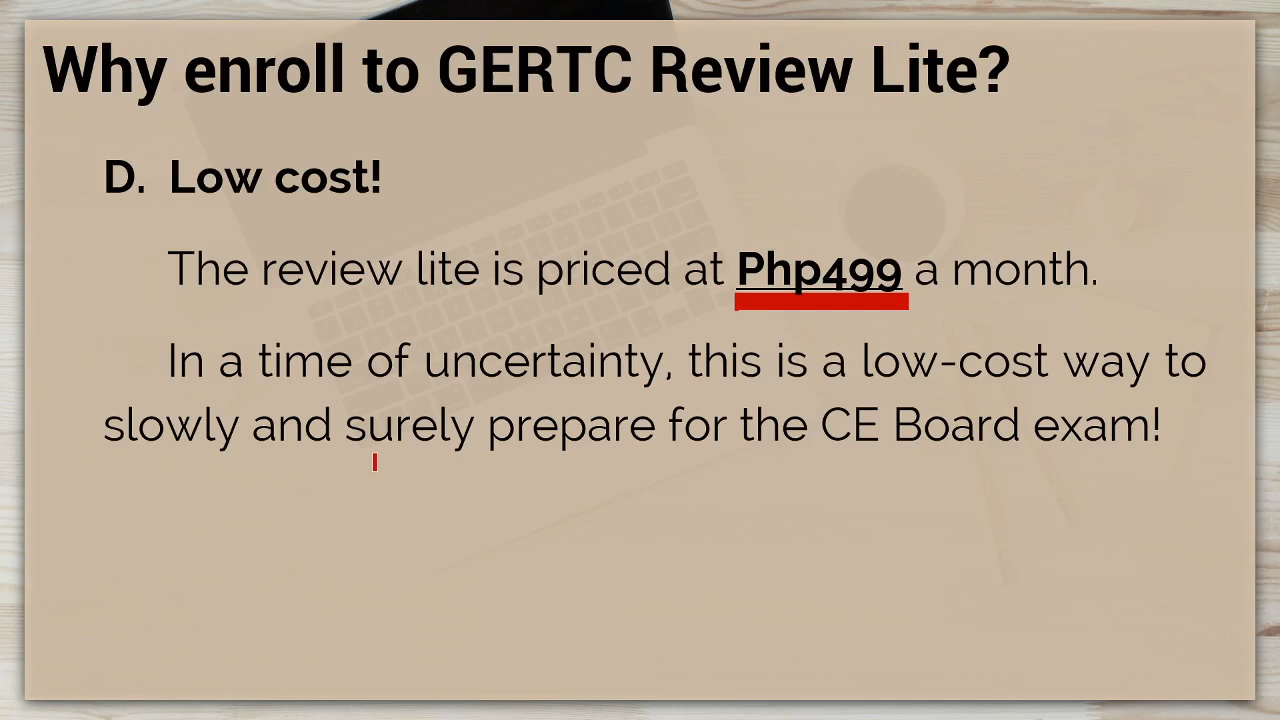 Why enroll to GERTC Review Lite?
D. Low cost!
The review lite is priced at Php499 a month.
In a time of uncertainty, this is a low-cost way to
slowly and surely prepare for the CE Board exam!